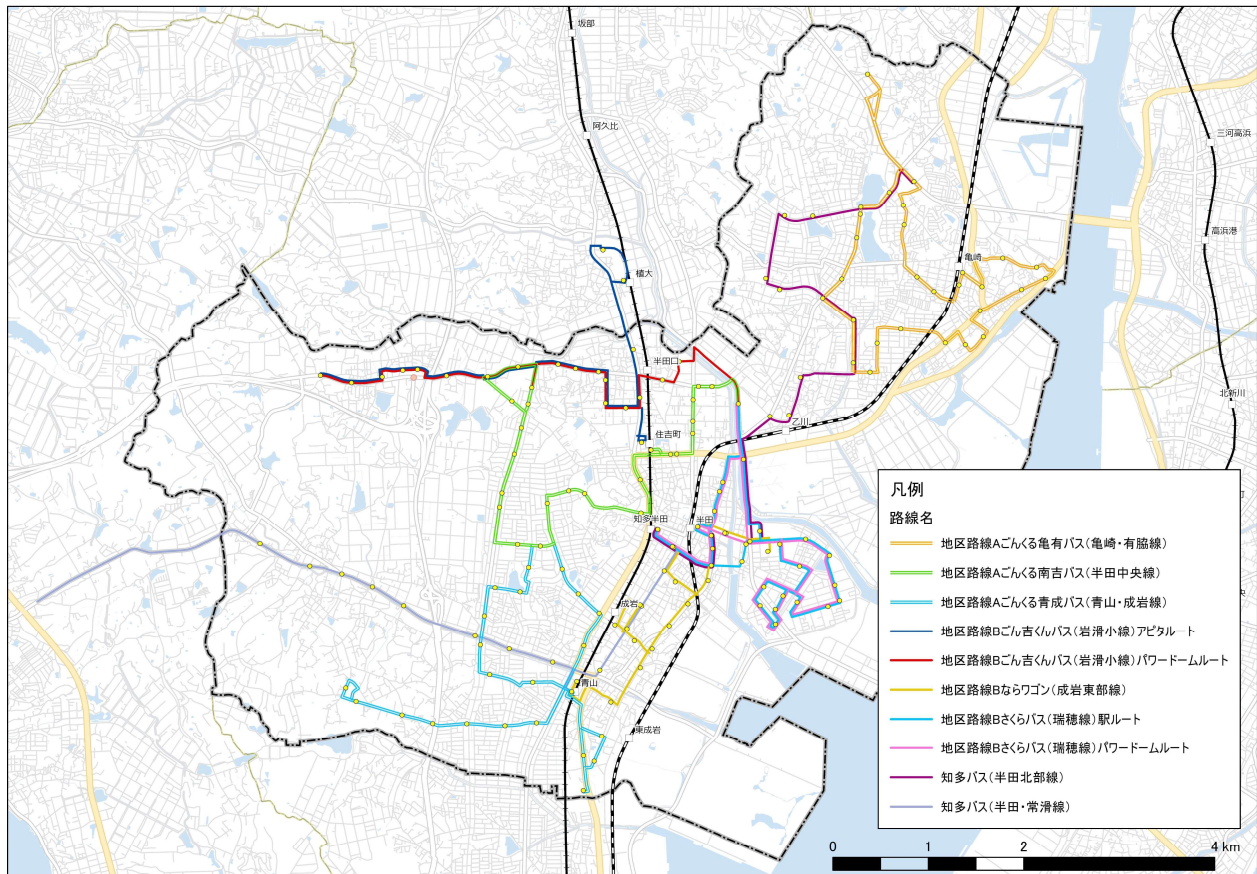 坂部
三河高浜
阿久比
高浜港
亀崎
植大
半田口
北新川
乙川
住吉町
知多半田
半田
成岩
青山
東成岩
凡例
路線名
地区路線Aごんくる亀有バス(亀崎・有脇線)
地区路線Aごんくる南吉バス(半田中央線)
地区路線Aごんくる青成バス(青山・成岩線)
地区路線Bごん吉くんバス(岩滑小線)アピタルート
地区路線Bごん吉くんバス(岩滑小線)パワードームルート
地区路線Bならワゴン(成岩東部線)
地区路線Bさくらバス(瑞穂線)駅ルート
地区路線Bさくらバス(瑞穂線)パワードームルート
知多バス(半田北部線)
知多バス(半田・常滑線)
0 1 2 4 km